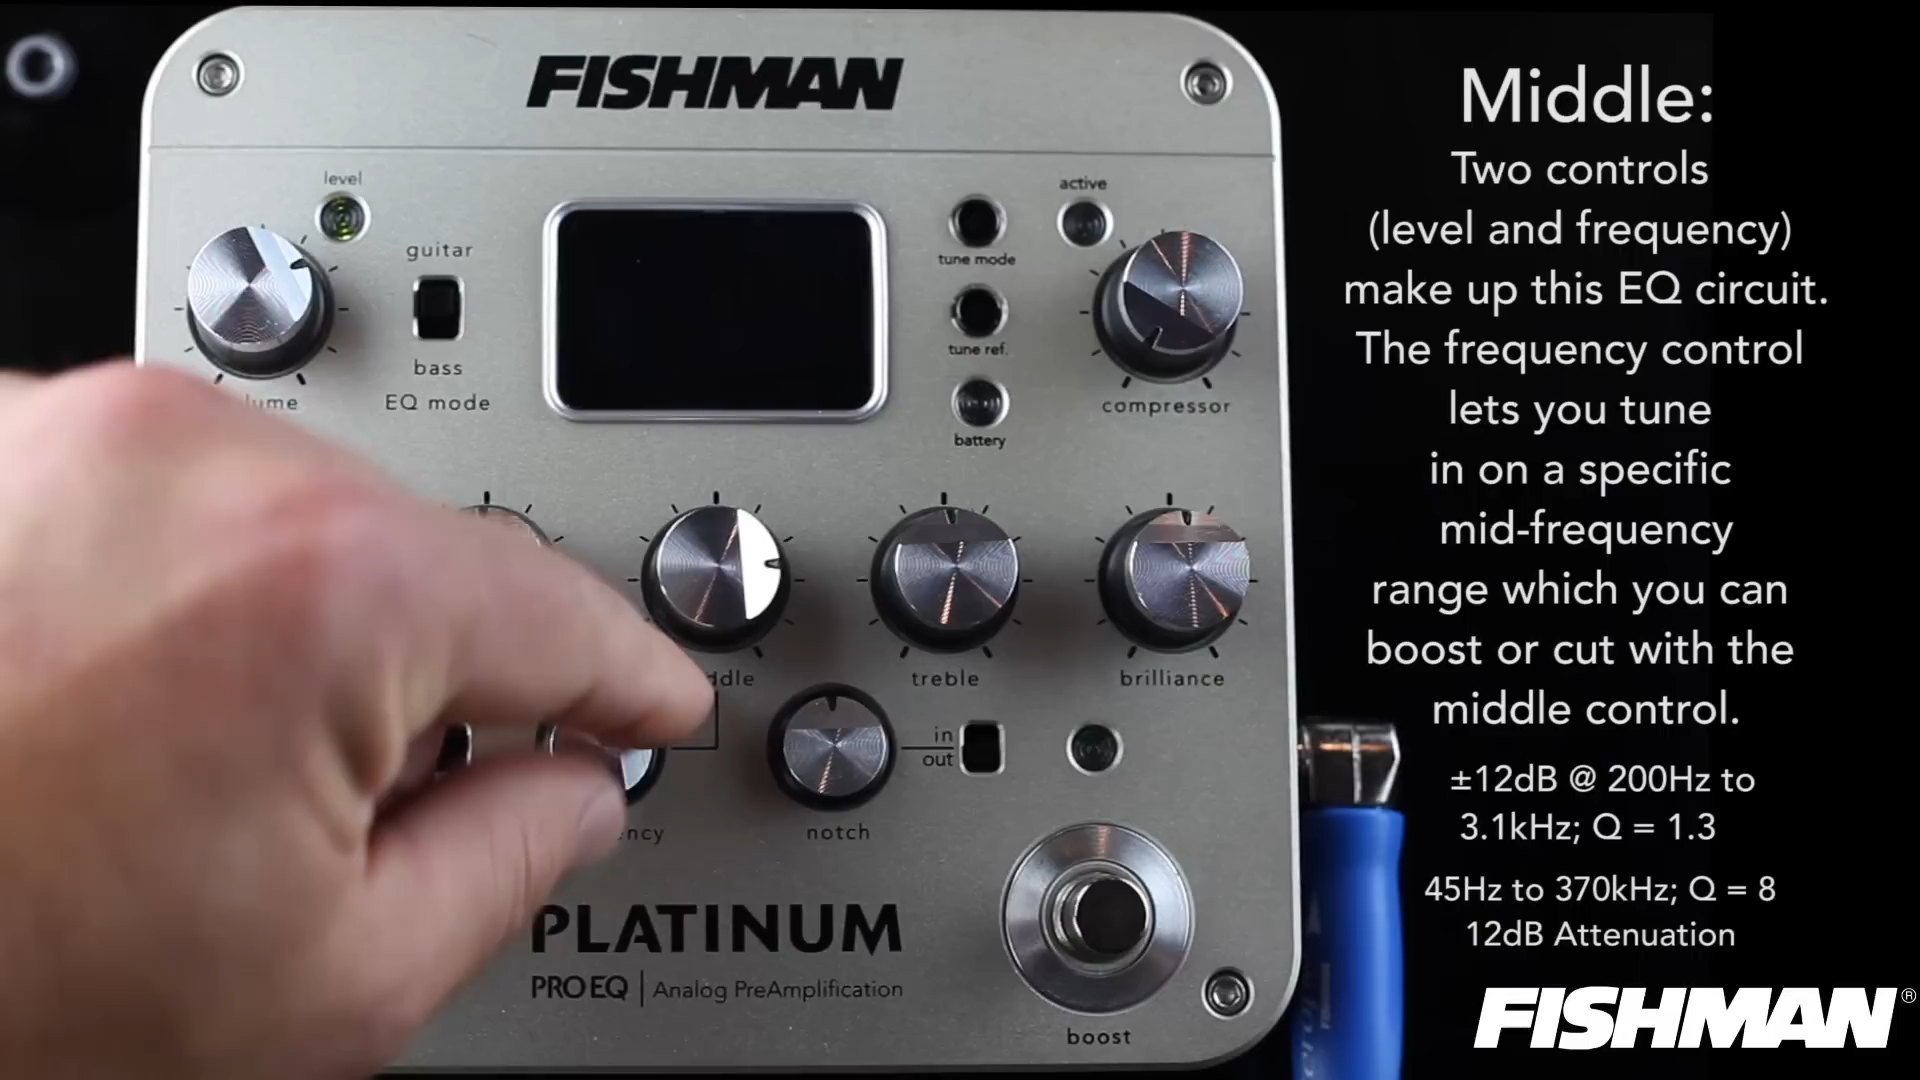 FISHMAN
level
guitar
bass
EQ mode
tune mode
tune ref.
battery
active
compressor
treble
brilliance
in
out
notch
PLATINUM
PRO EQ | Analog PreAmplification
boost
Middle:
Two controls
(level and frequency)
make up this EQ circuit.
The frequency control
lets you tune
in on a specific
mid-frequency
range which you can
boost or cut with the
middle control.
±12dB @ 200Hz to
3.1kHz; Q = 1.3
45Hz to 370kHz; Q = 8
12dB Attenuation
FISHMAN®